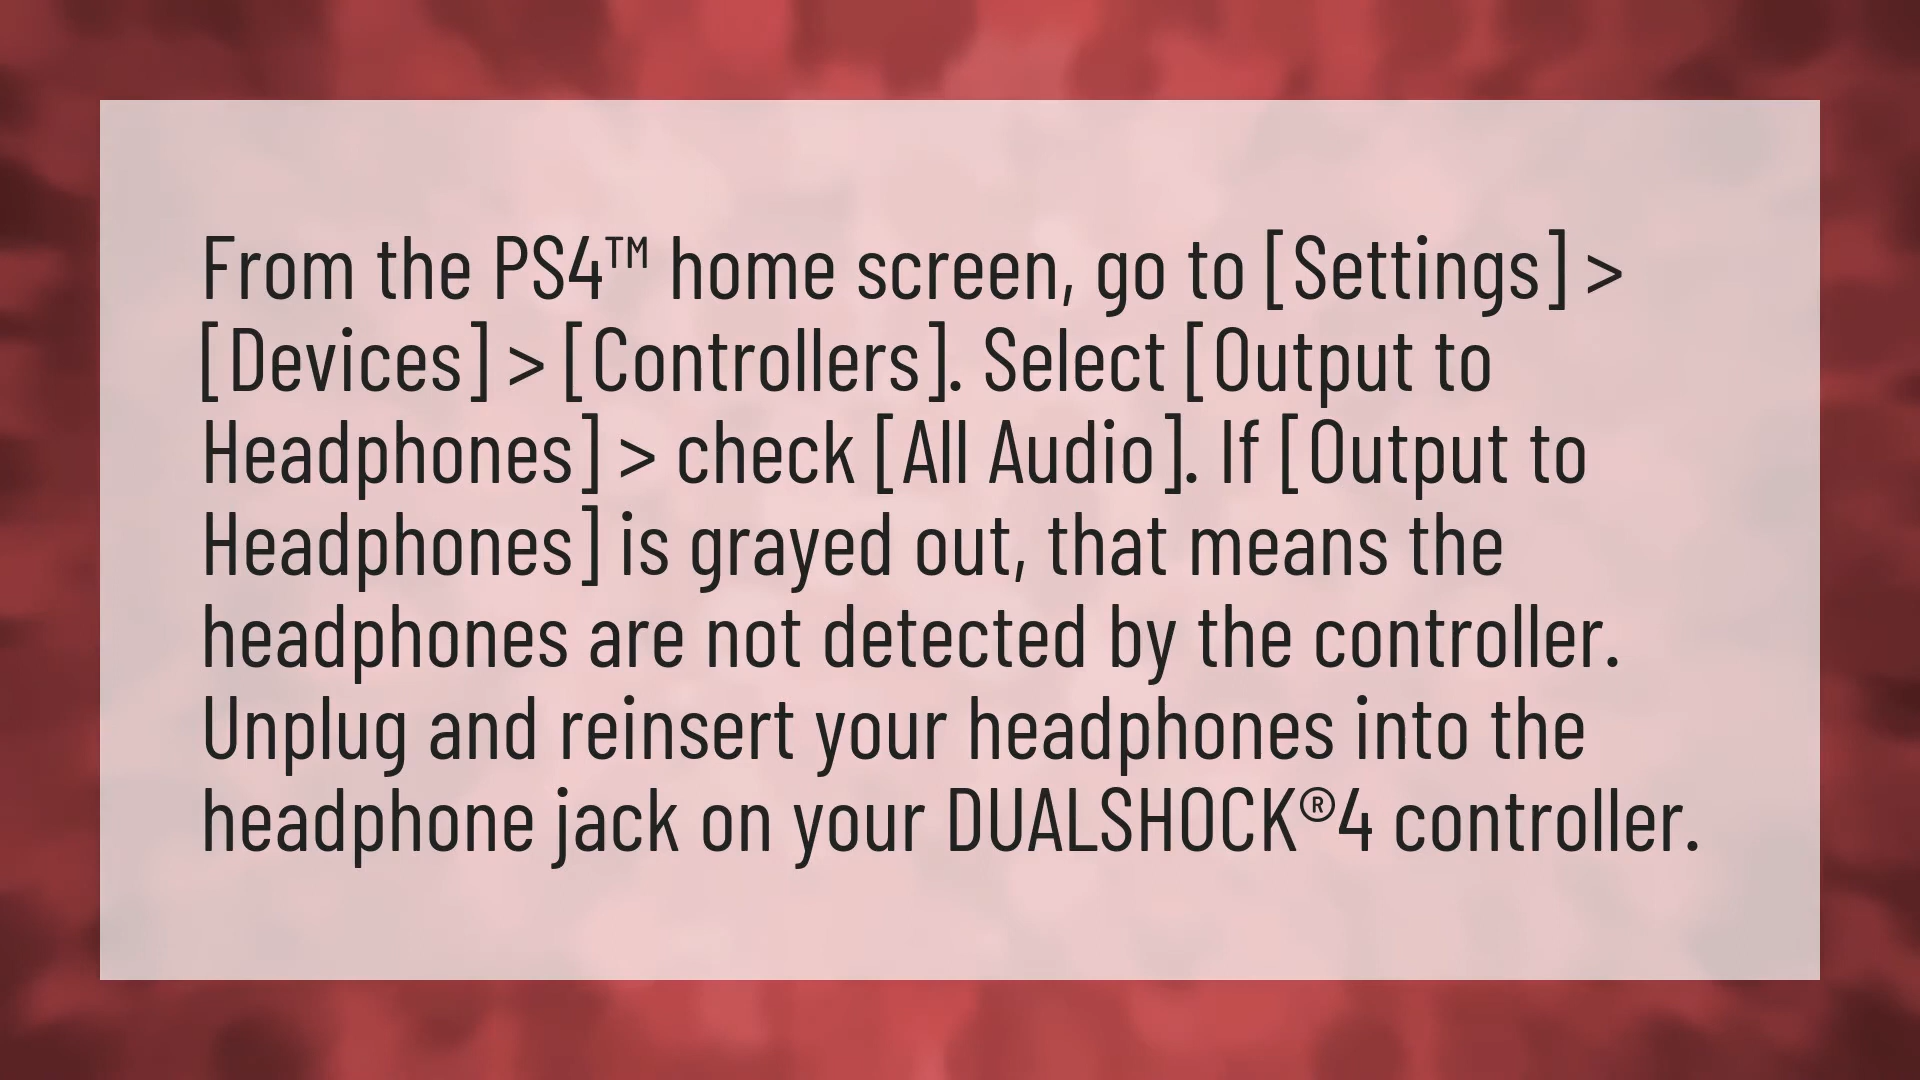 From the PS4™ home screen, go to [Settings] >
[Devices] > [Controllers]. Select [Output to
Headphones] > check [All Audio]. If [Output to
Headphones] is grayed out, that means the
headphones are not detected by the controller.
Unplug and reinsert your headphones into the
headphone jack on your DUALSHOCK®4 controller.